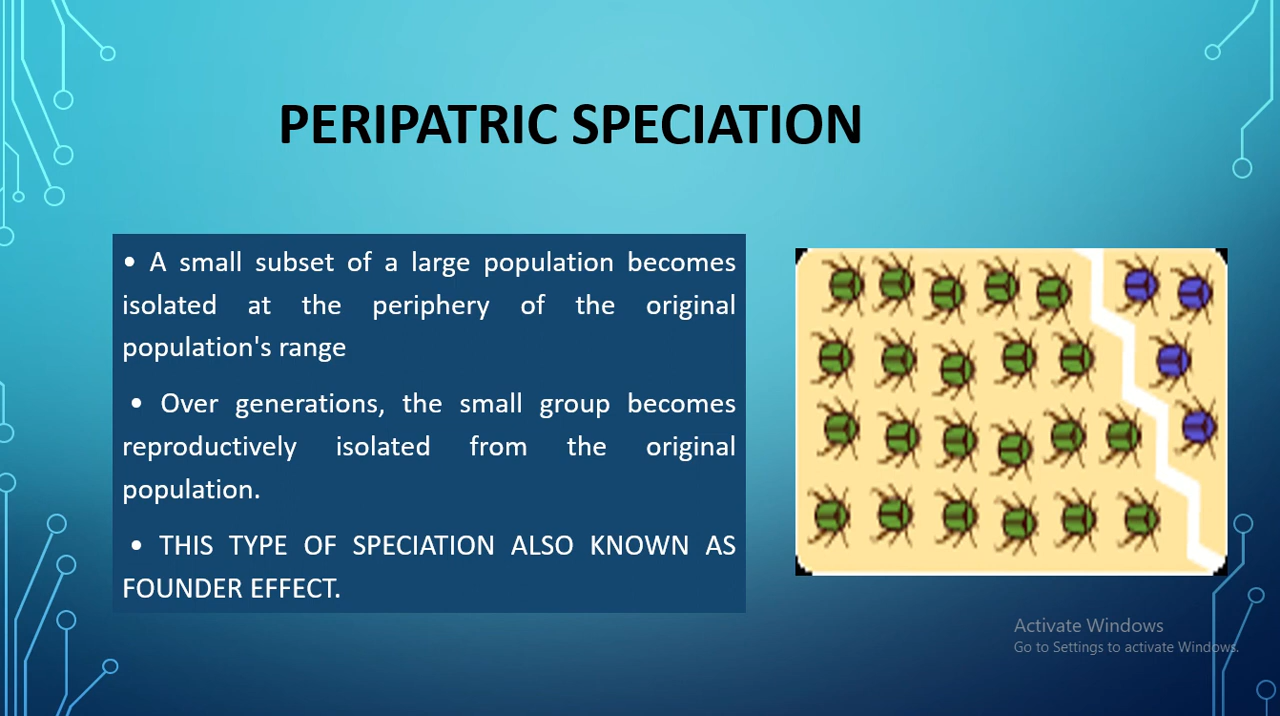 PERIPATRIC SPECIATION
• A small subset of a large population becomes
isolated at the periphery of the original
population's range
• Over generations, the small group becomes
reproductively isolated from the original
population.
• THIS TYPE OF SPECIATION ALSO KNOWN AS
FOUNDER EFFECT.
Activate Windows
Go to Settings to activate Windows.